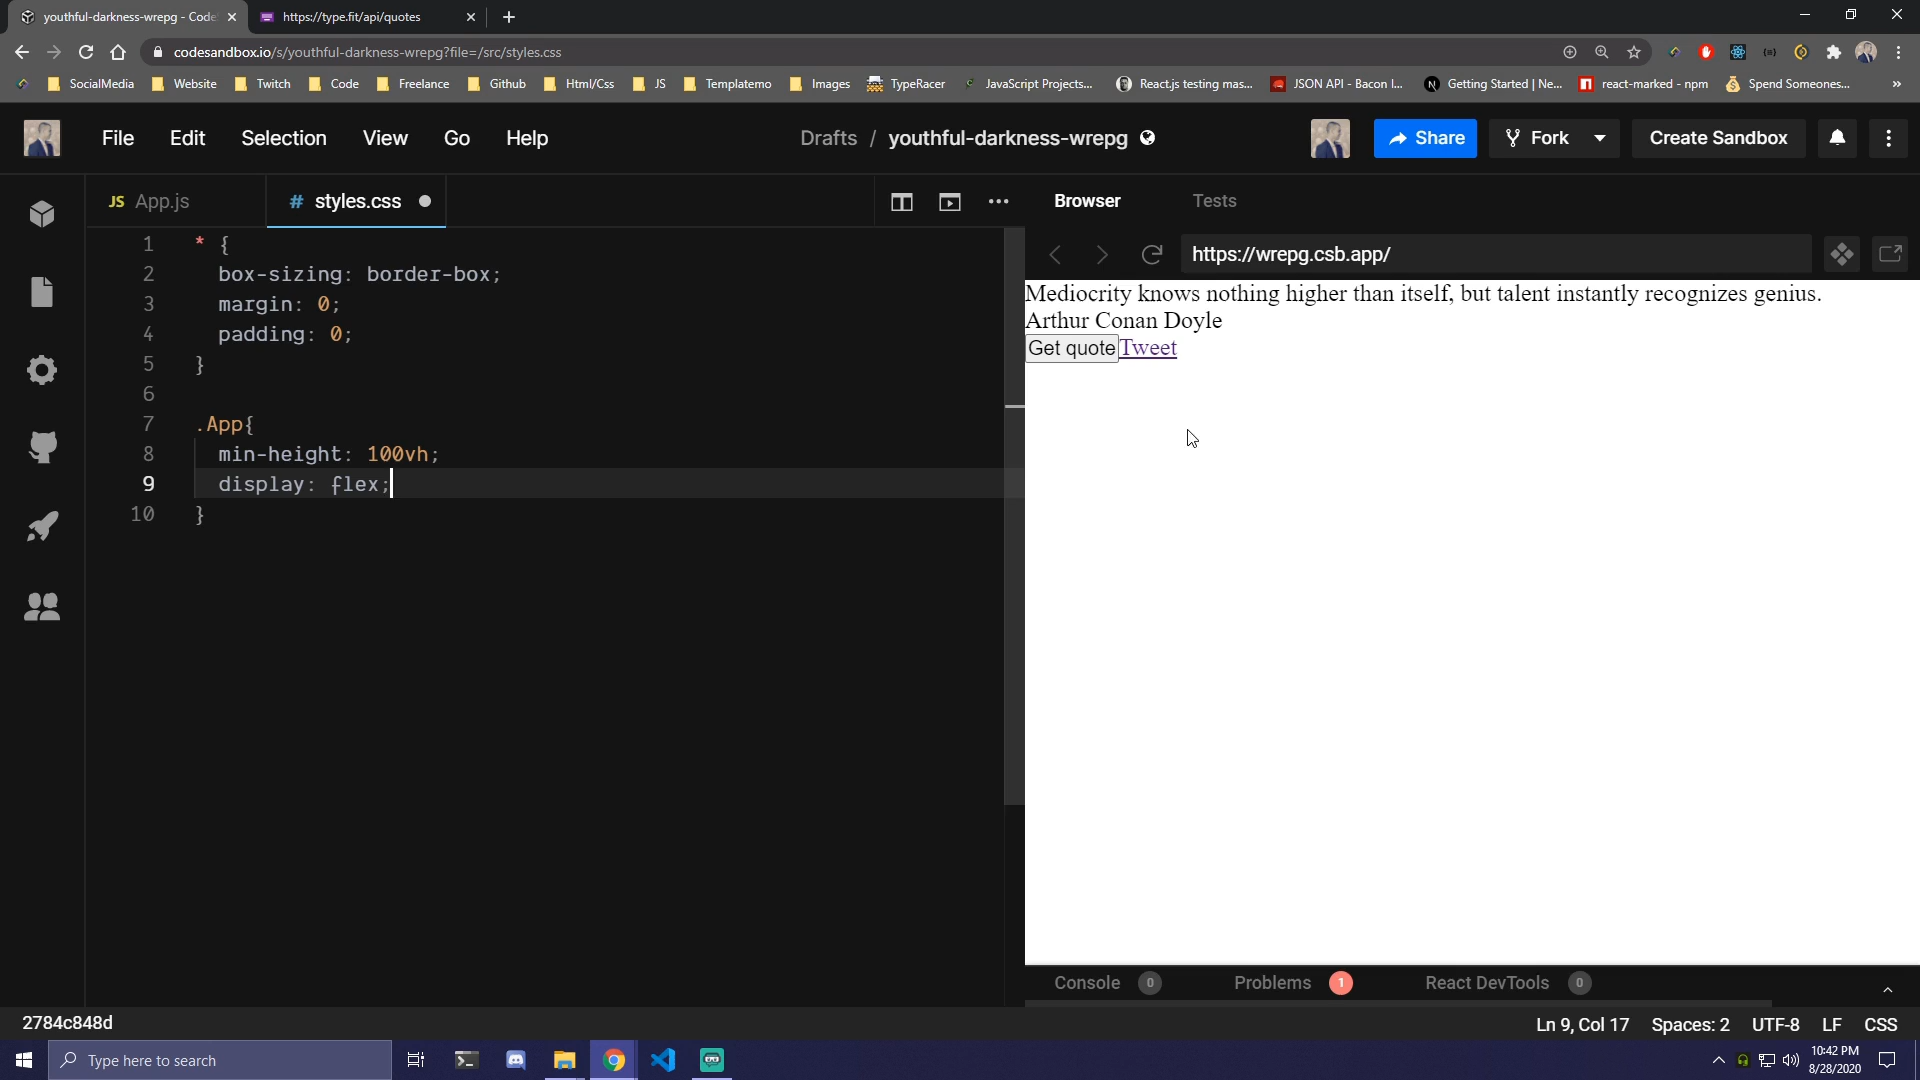 youthful-darkness-wrepg - Code
https://type.fit/api/quotes
codesandbox.io/s/youthful-darkness-wrepg?file=/src/styles.css
SocialMedia Website Twitch Code Freelance Github Html/Css JS Templatemo Images TypeRacer JavaScript Projects... React.js testing mas... JSON API - Bacon I... Getting Started | Ne... react-marked - npm Spend Someones... »
File Edit Selection View Go Help
Drafts / youthful-darkness-wrepg
Share Fork Create Sandbox
JS App.js
# styles.css
Browser Tests
https://wrepg.csb.app/
1 * {
2 box-sizing: border-box;
3 margin: 0;
4 padding: 0;
5 }
6
7 .App{
8 min-height: 100vh;
9 display: flex;
10 }
Mediocrity knows nothing higher than itself, but talent instantly recognizes genius.
Arthur Conan Doyle
Get quote Tweet
Console 0 Problems 1 React DevTools 0
2784c848d
Ln 9, Col 17 Spaces: 2 UTF-8 LF CSS
Type here to search
10:42 PM
8/28/2020